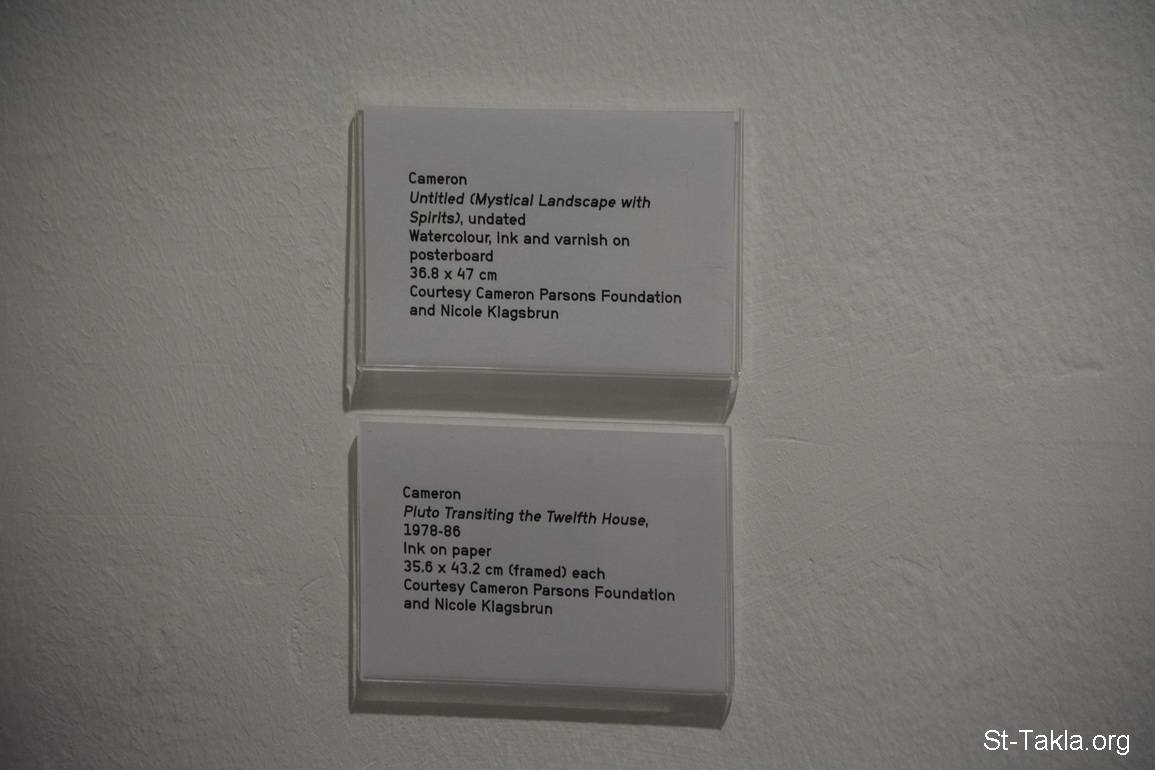 Cameron
Untitled (Mystical Landscape with
Spirits), undated
Watercolour, ink and varnish on
posterboard
36.8 x 47 cm
Courtesy Cameron Parsons Foundation
and Nicole Klagsbrun
Cameron
Pluto Transiting the Twelfth House,
1978-86
Ink on paper
35.6 x 43.2 cm (framed) each
Courtesy Cameron Parsons Foundation
and Nicole Klagsbrun
St-Takla.org